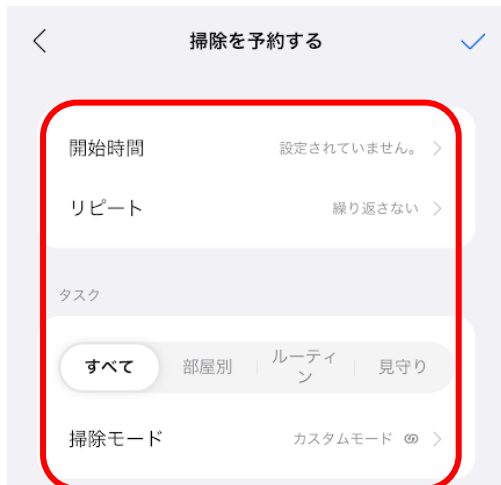 掃除を予約する
開始時間 設定されていません。
リピート 繰り返さない
タスク
すべて 部屋別 ルーティ
ン 見守り
掃除モード カスタムモード